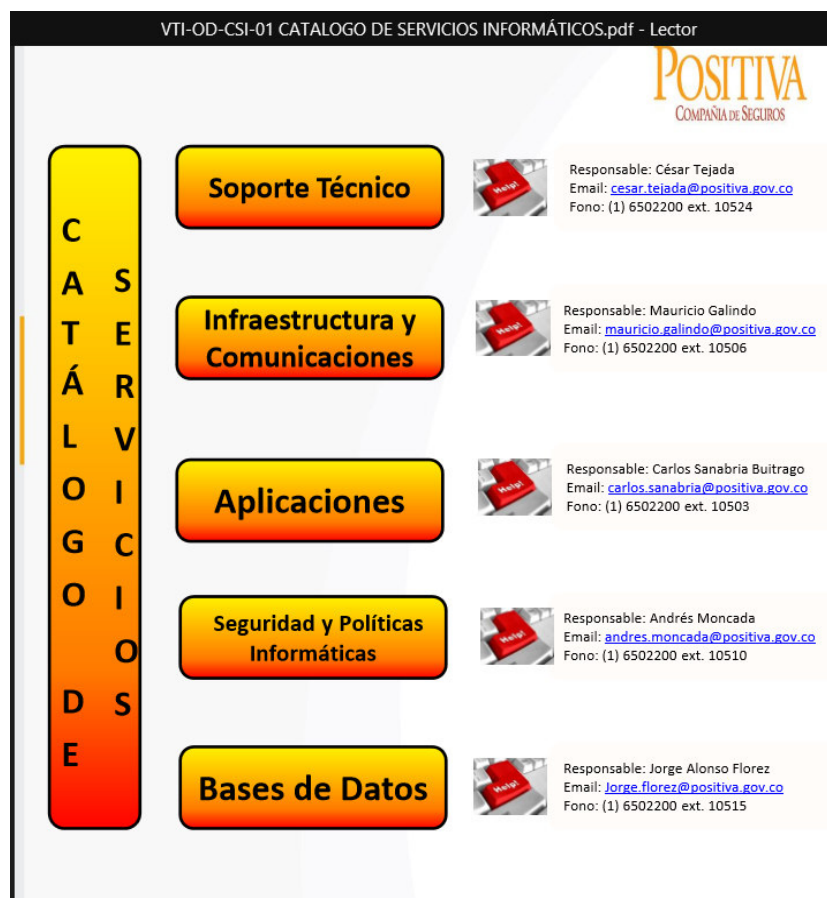 VTI-OD-CSI-01 CATALOGO DE SERVICIOS INFORMÁTICOS.pdf - Lector
POSITIVA
COMPAÑIA DE SEGUROS
CATÁLOGO DE
SERVICIOS
Soporte Técnico
Help!
Responsable: César Tejada
Email: cesar.tejada@positiva.gov.co
Fono: (1) 6502200 ext. 10524
Infraestructura y
Comunicaciones
Help!
Responsable: Mauricio Galindo
Email: mauricio.galindo@positiva.gov.co
Fono: (1) 6502200 ext. 10506
Aplicaciones
Help!
Responsable: Carlos Sanabria Buitrago
Email: carlos.sanabria@positiva.gov.co
Fono: (1) 6502200 ext. 10503
Seguridad y Políticas
Informáticas
Help!
Responsable: Andrés Moncada
Email: andres.moncada@positiva.gov.co
Fono: (1) 6502200 ext. 10510
Bases de Datos
Help!
Responsable: Jorge Alonso Florez
Email: Jorge.florez@positiva.gov.co
Fono: (1) 6502200 ext. 10515